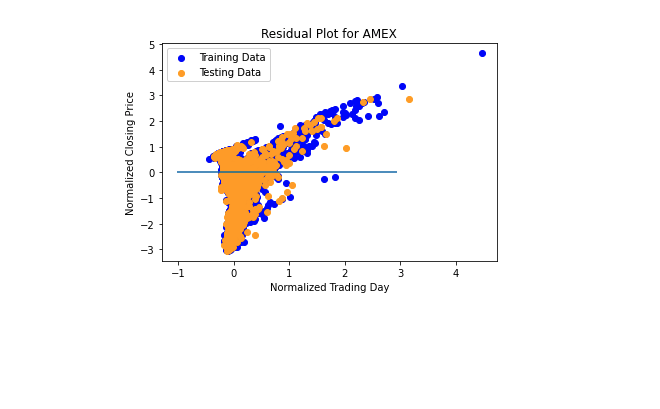 Residual Plot for AMEX
Training Data
Testing Data
Normalized Closing Price
5
4
3
2
1
0
−1
−2
−3
−1 0 1 2 3 4
Normalized Trading Day